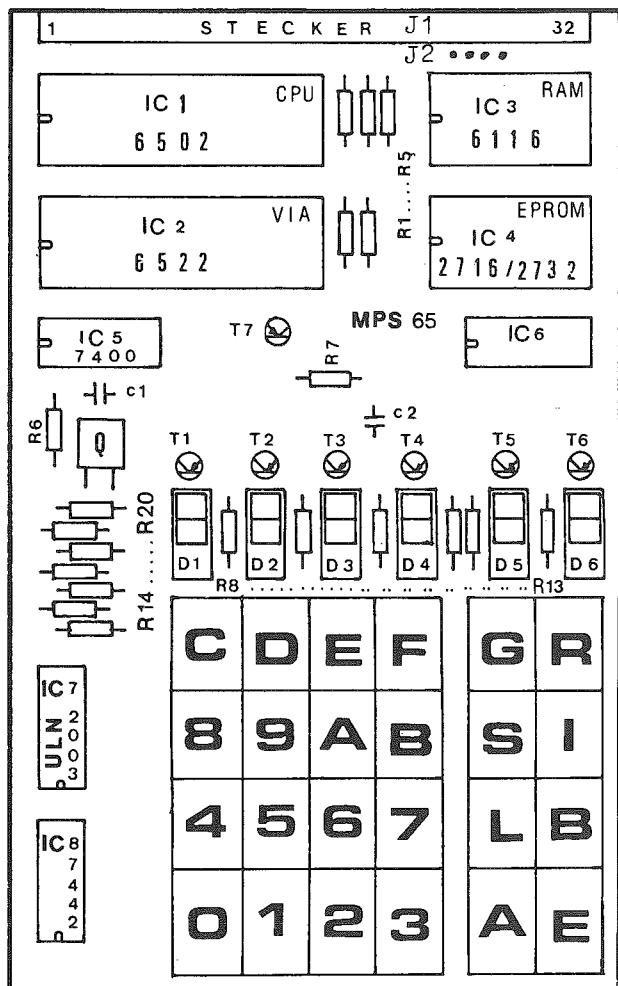 1 STECKER J1 32
J2
IC 1 CPU
6502
IC 3 RAM
6116
R1....R5
IC 2 VIA
6522
EPROM
IC 4
2716/2732
IC 5
7400
T7
MPS 65
IC6
R7
R6
c1
c2
Q
T1 T2 T3 T4 T5 T6
R14......R20
D1 D2 D3 D4 D5 D6
R8 R13
C D E F G R
8 9 A B S I
4 5 6 7 L B
0 1 2 3 A E
IC7
ULN 2003
IC8
7442